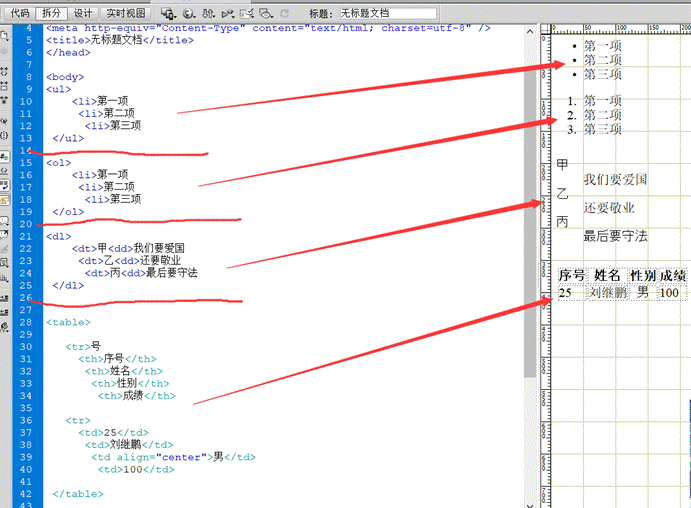 代码 拆分 设计 实时视图 标题: 无标题文档
4 <meta http-equiv="Content-Type" content="text/html; charset=utf-8" />
5 <title>无标题文档</title>
6 </head>
7
8 <body>
9 <ul>
10 <li>第一项
11 <li>第二项
12 <li>第三项
13 </ul>
14
15 <ol>
16 <li>第一项
17 <li>第二项
18 <li>第三项
19 </ol>
20
21 <dl>
22 <dt>甲<dd>我们要爱国
23 <dt>乙<dd>还要敬业
24 <dt>丙<dd>最后要守法
25 </dl>
26
27
28 <table>
29
30 <tr>号
31 <th>序号</th>
32 <th>姓名</th>
33 <th>性别</th>
34 <th>成绩</th>
35
36 <tr>
37 <td>25</td>
38 <td>刘继鹏</td>
39 <td align="center">男</td>
40 <td>100</td>
41
42 </table>
43
• 第一项
• 第二项
• 第三项
1. 第一项
2. 第二项
3. 第三项
甲
我们要爱国
乙
还要敬业
丙
最后要守法
序号 姓名 性别 成绩
25 刘继鹏 男 100